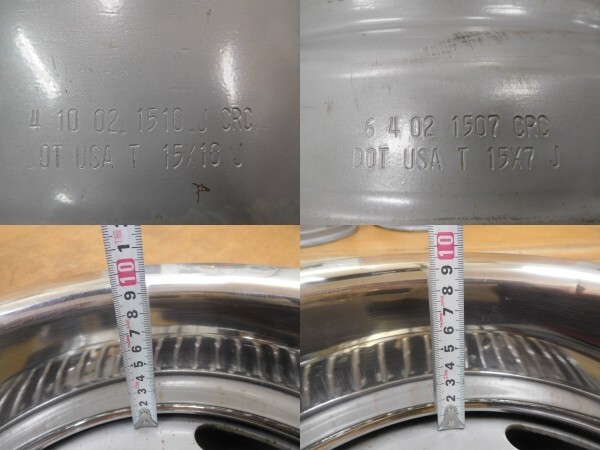 4 10 02 1510 J CRC
DOT USA T 15X10 J
6 4 02 1507 CRC
DOT USA T 15X7 J
2 3 4 5 6 7 8 9 10 1
2 3 4 5 6 7 8 9 10